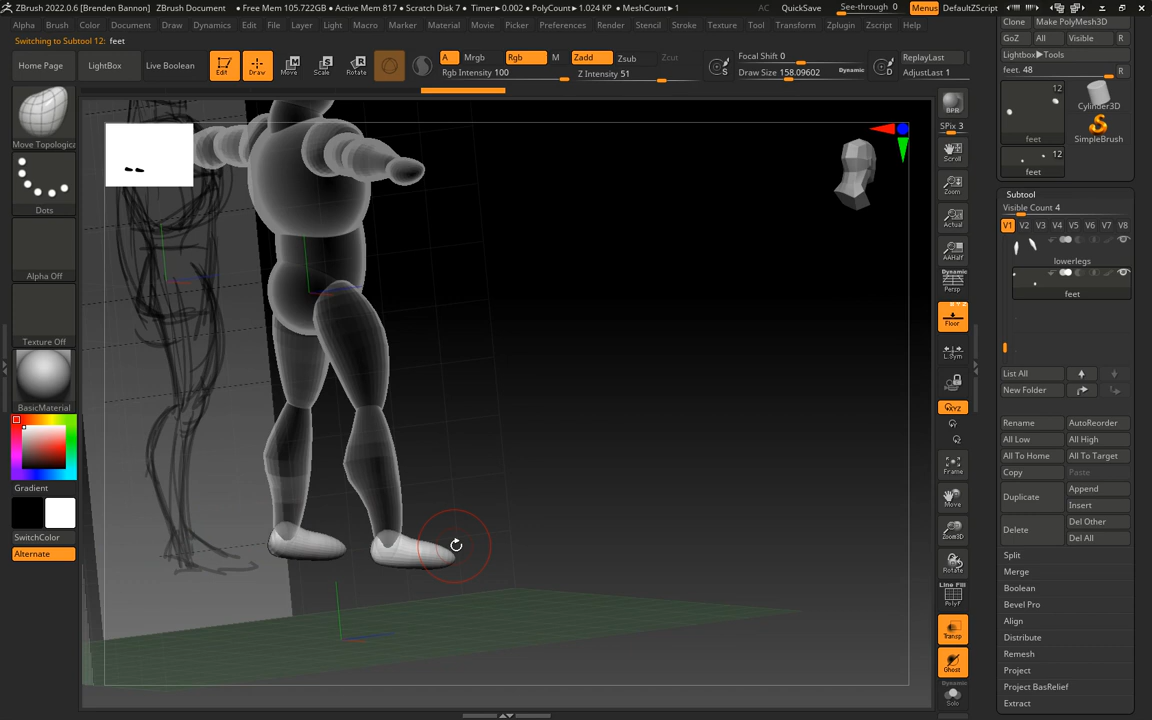 ZBrush 2022.0.6 [Brenden Bannon] ZBrush Document • Free Mem 105.722GB • Active Mem 817 • Scratch Disk 7 • Timer▶0.002 • PolyCount▶1.024 KP • MeshCount▶1 AC QuickSave See-through 0 Menus DefaultZScript
Alpha Brush Color Document Draw Dynamics Edit File Layer Light Macro Marker Material Movie Picker Preferences Render Stencil Stroke Texture Tool Transform Zplugin Zscript Help
Switching to Subtool 12: feet
Home Page LightBox Live Boolean Edit Draw Move Scale Rotate
A Mrgb Rgb M Zadd Zsub Zcut
Rgb Intensity 100 Z Intensity 51
Focal Shift 0
Draw Size 158.09602 Dynamic
S D
ReplayLast
AdjustLast 1
Move Topologica
Dots
Alpha Off
Texture Off
BasicMaterial
Gradient
SwitchColor
Alternate
BPR
SPix 3
Scroll
Zoom
Actual
AAHalf
Dynamic
Persp
Floor
L.Sym
XYZ
Frame
Move
Zoom3D
Rotate
Line Fill
PolyF
Transp
Ghost
Dynamic
Solo
Clone Make PolyMesh3D
GoZ All Visible R
Lightbox▶Tools
feet. 48 R
12
feet
Cylinder3D
SimpleBrush
12
feet
Subtool
Visible Count 4
V1 V2 V3 V4 V5 V6 V7 V8
lowerlegs
feet
List All
New Folder
Rename AutoReorder
All Low All High
All To Home All To Target
Copy Paste
Duplicate Append
Insert
Delete Del Other
Del All
Split
Merge
Boolean
Bevel Pro
Align
Distribute
Remesh
Project
Project BasRelief
Extract